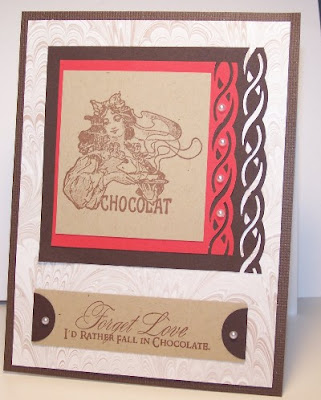 CHOCOLAT
Forget Love
I'D RATHER FALL IN CHOCOLATE.